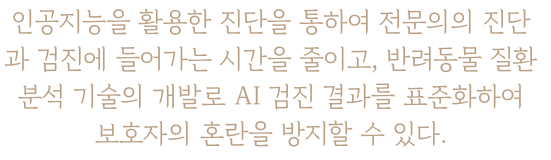 인공지능을 활용한 진단을 통하여 전문의의 진단
과 검진에 들어가는 시간을 줄이고, 반려동물 질환
분석 기술의 개발로 AI 검진 결과를 표준화하여
보호자의 혼란을 방지할 수 있다.